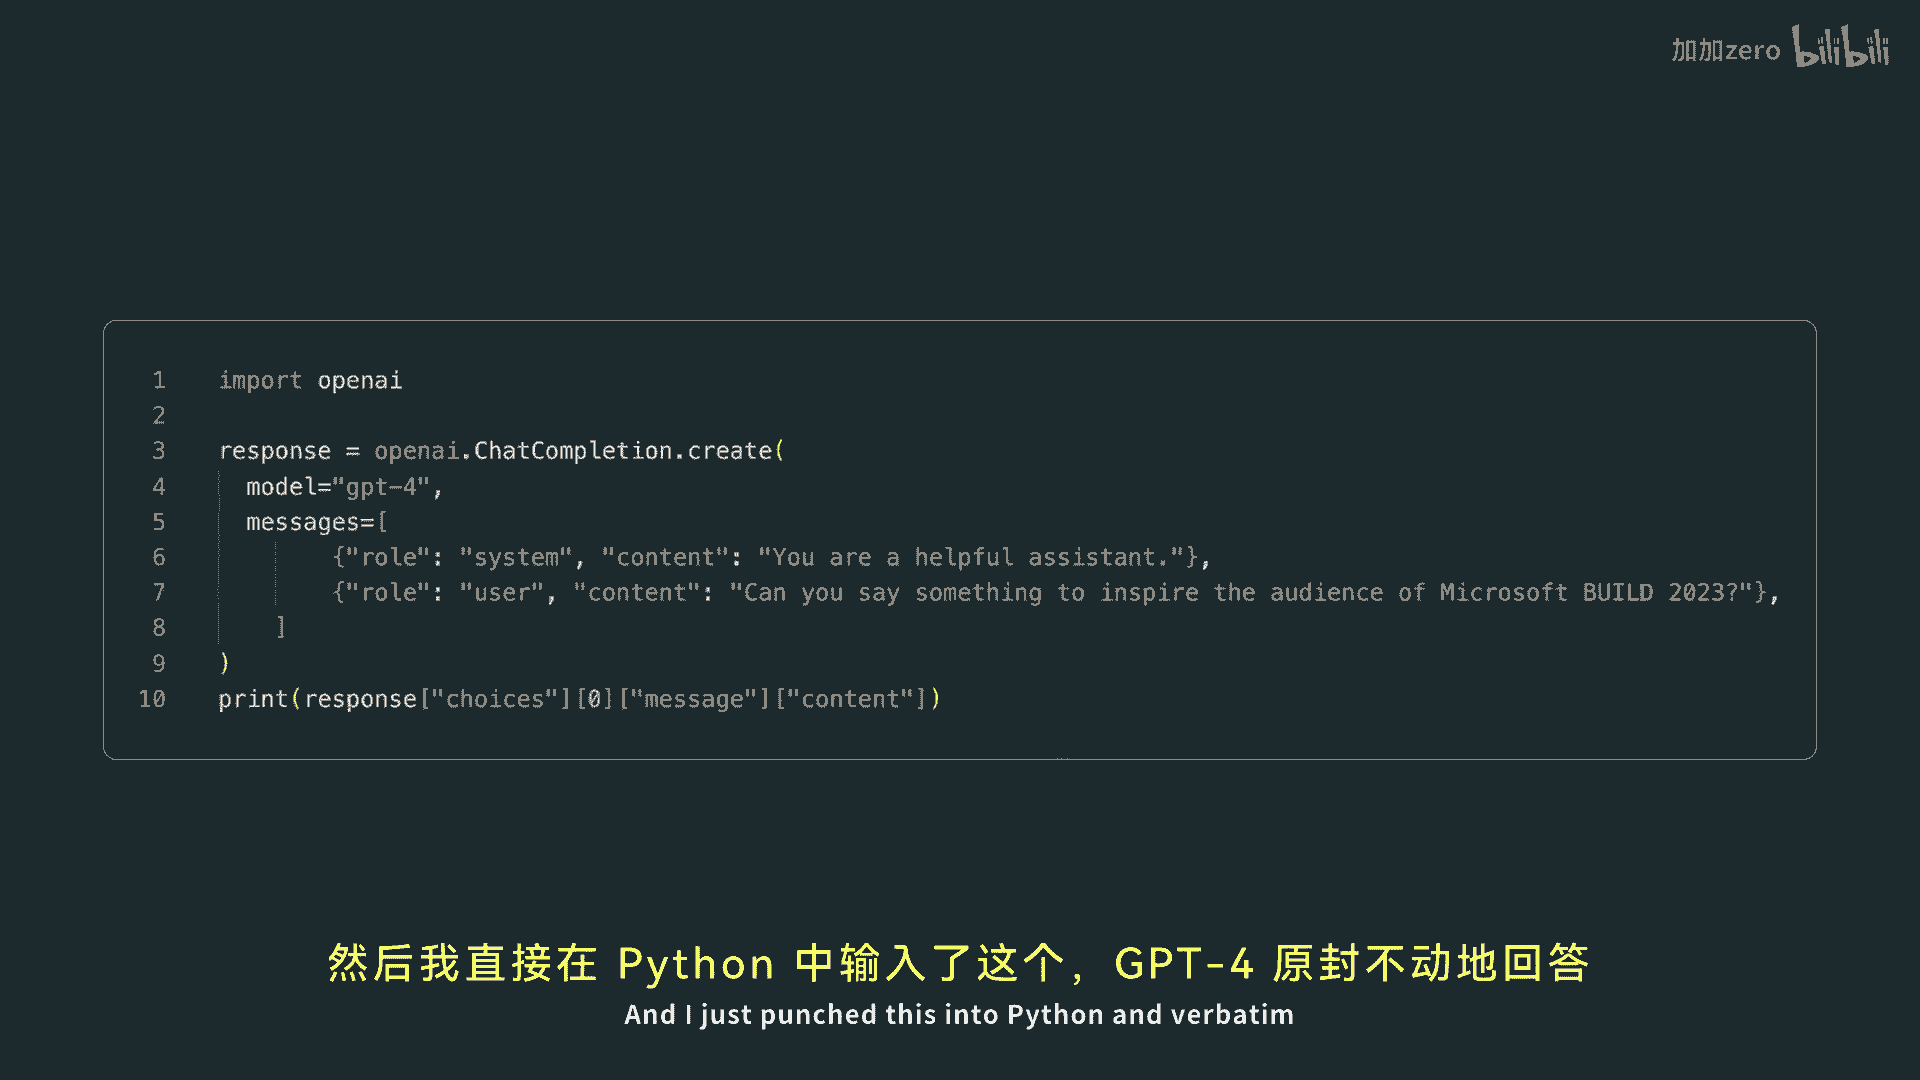 加加zero bilibili
1 import openai
2
3 response = openai.ChatCompletion.create(
4   model="gpt-4",
5   messages=[
6         {"role": "system", "content": "You are a helpful assistant."},
7         {"role": "user", "content": "Can you say something to inspire the audience of Microsoft BUILD 2023?"},
8     ]
9 )
10 print(response["choices"][0]["message"]["content"])
然后我直接在 Python 中输入了这个，GPT-4 原封不动地回答
And I just punched this into Python and verbatim